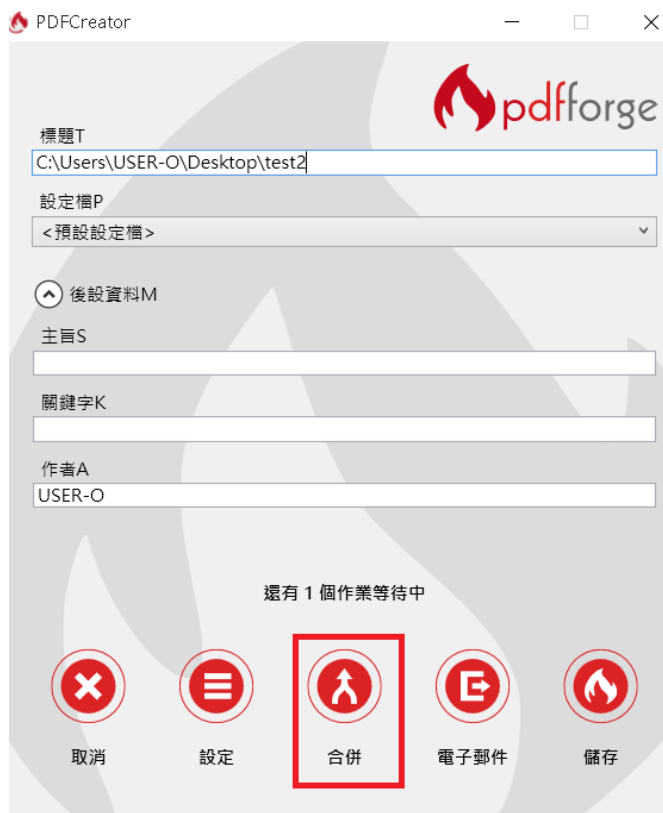 PDFCreator
pdfforge
標題T
C:\Users\USER-O\Desktop\test2
設定檔P
<預設設定檔>
後設資料M
主旨S
關鍵字K
作者A
USER-O
還有 1 個作業等待中
取消 設定 合併 電子郵件 儲存